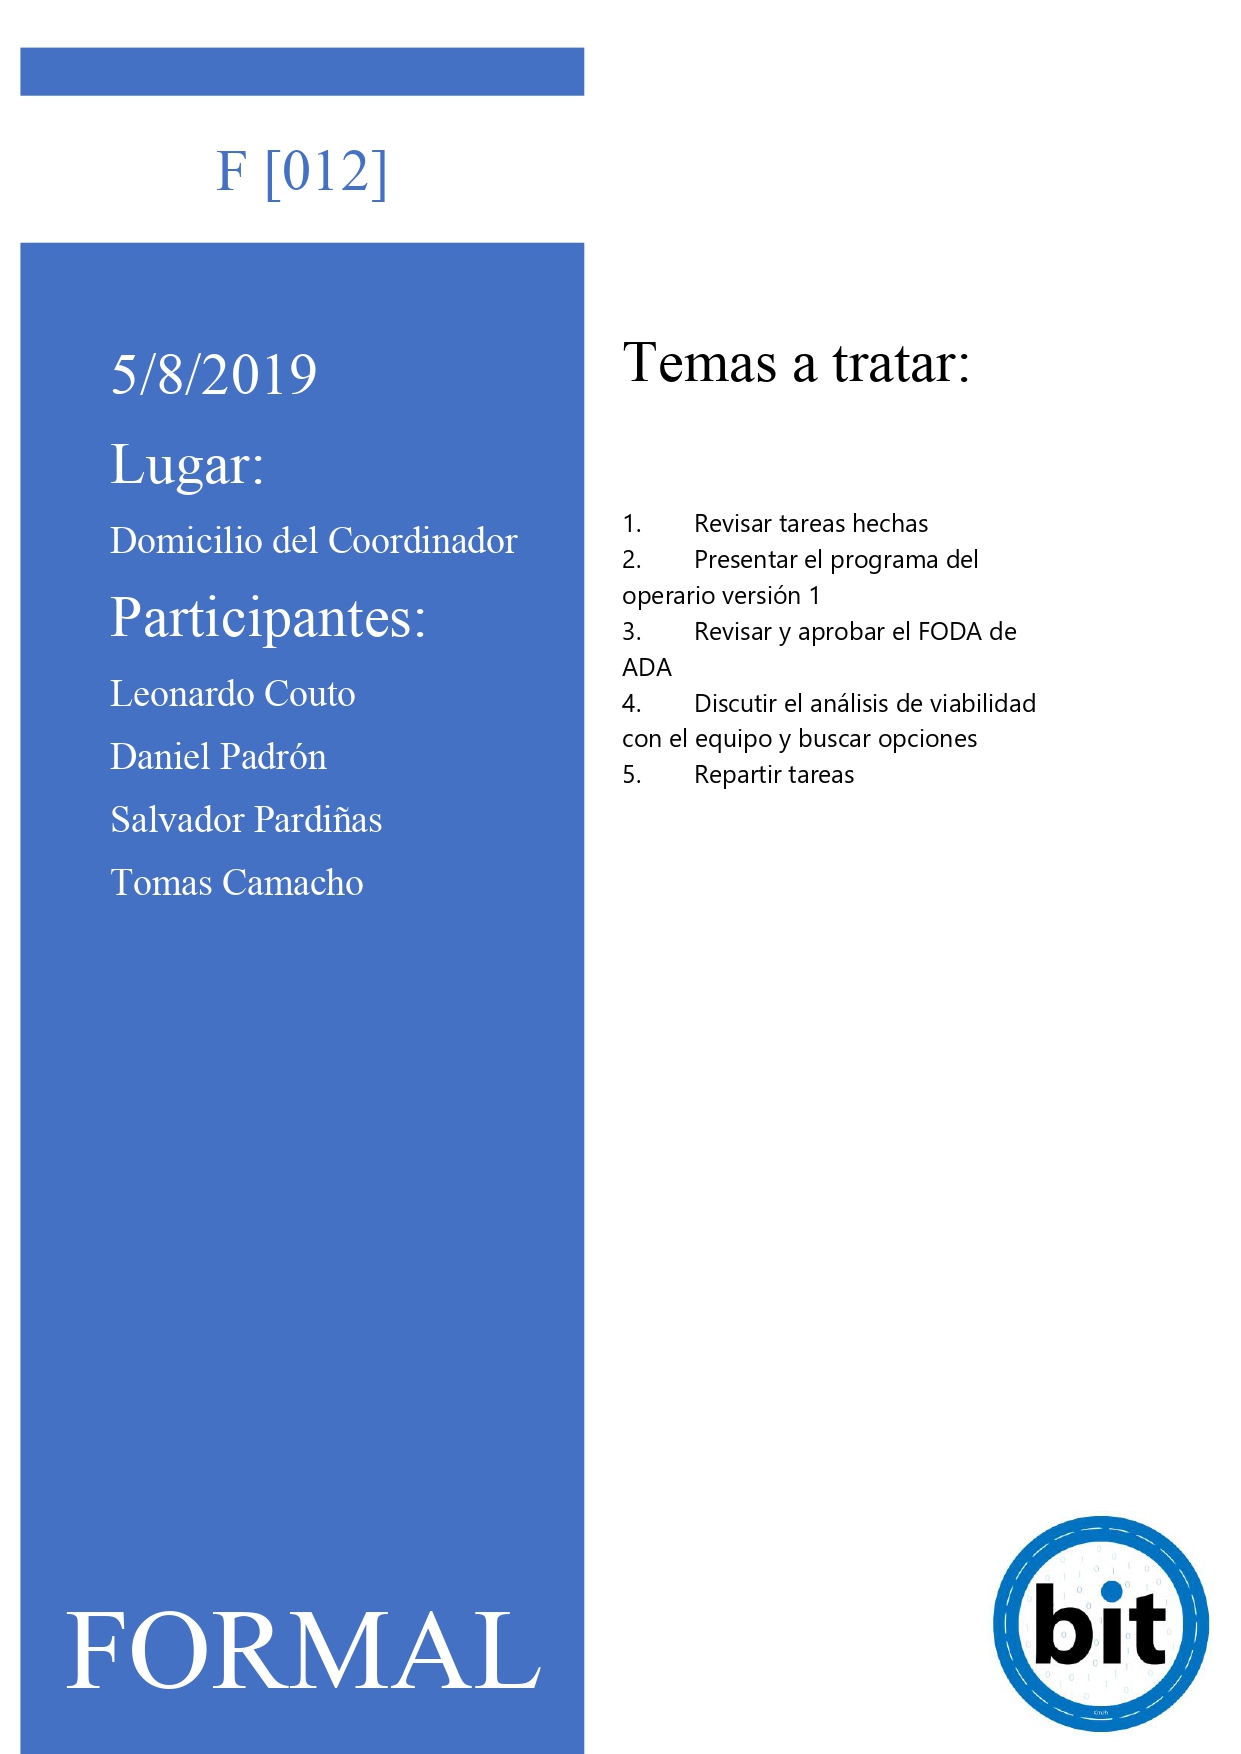 F [012]
5/8/2019
Lugar:
Domicilio del Coordinador
Participantes:
Leonardo Couto
Daniel Padrón
Salvador Pardiñas
Tomas Camacho
FORMAL
Temas a tratar:
1. Revisar tareas hechas
2. Presentar el programa del
operario versión 1
3. Revisar y aprobar el FODA de
ADA
4. Discutir el análisis de viabilidad
con el equipo y buscar opciones
5. Repartir tareas
bit